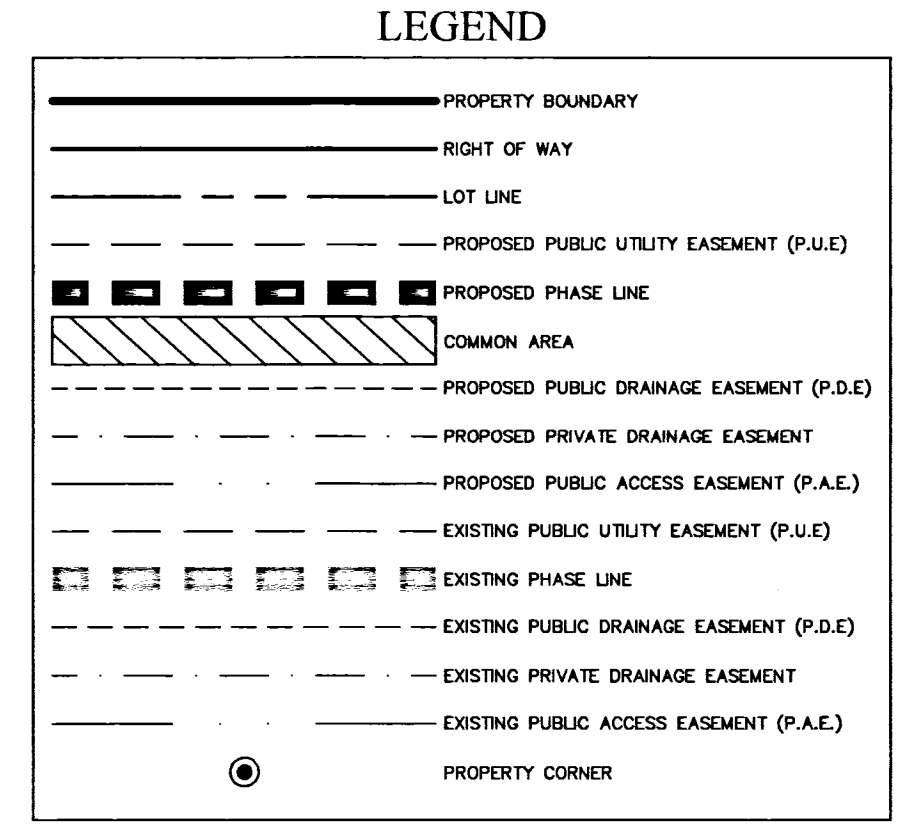 LEGEND
PROPERTY BOUNDARY
RIGHT OF WAY
LOT LINE
PROPOSED PUBLIC UTILITY EASEMENT (P.U.E)
PROPOSED PHASE LINE
COMMON AREA
PROPOSED PUBLIC DRAINAGE EASEMENT (P.D.E)
PROPOSED PRIVATE DRAINAGE EASEMENT
PROPOSED PUBLIC ACCESS EASEMENT (P.A.E.)
EXISTING PUBLIC UTILITY EASEMENT (P.U.E)
EXISTING PHASE LINE
EXISTING PUBLIC DRAINAGE EASEMENT (P.D.E)
EXISTING PRIVATE DRAINAGE EASEMENT
EXISTING PUBLIC ACCESS EASEMENT (P.A.E.)
PROPERTY CORNER